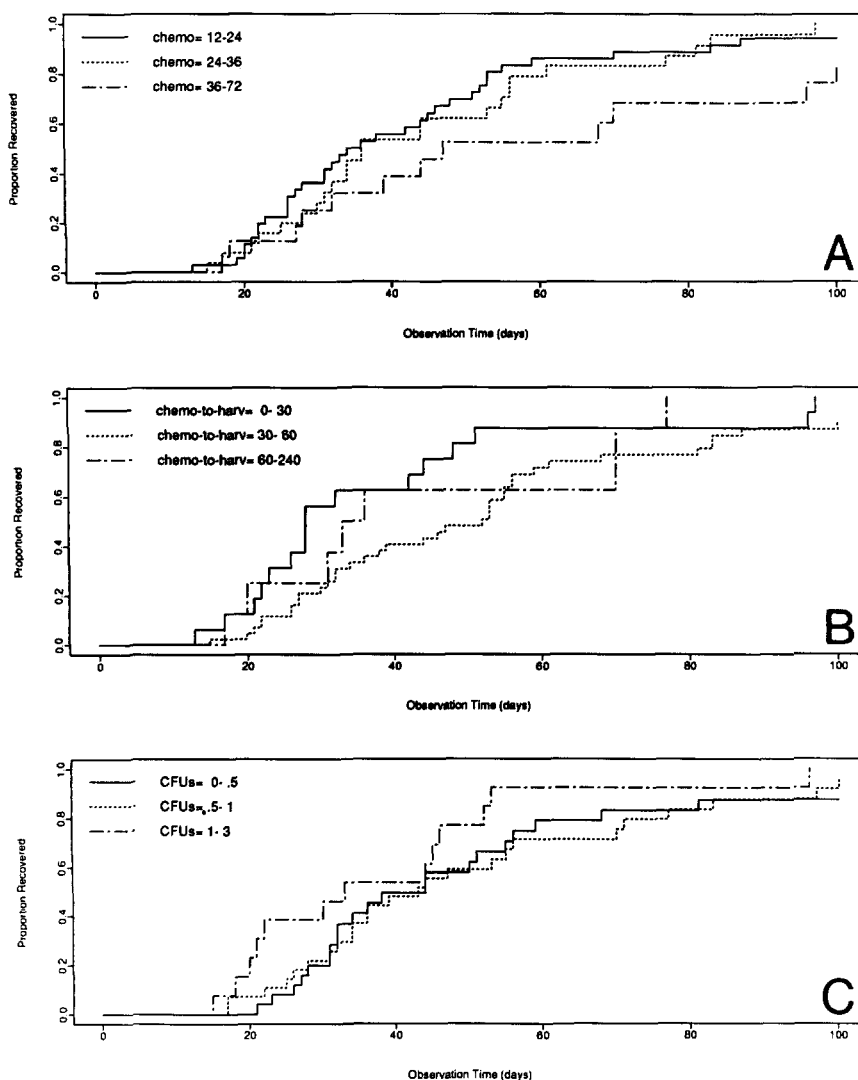 1.0
0.8
0.6
0.4
0.2
0.0
Proportion Recovered
chemo= 12-24
chemo= 24-36
chemo= 36-72
A
0 20 40 60 80 100
Observation Time (days)
1.0
0.8
0.6
0.4
0.2
0.0
Proportion Recovered
chemo-to-harv= 0- 30
chemo-to-harv= 30- 60
chemo-to-harv= 60-240
B
0 20 40 60 80 100
Observation Time (days)
1.0
0.8
0.6
0.4
0.2
0.0
Proportion Recovered
CFUs= 0- .5
CFUs= .5- 1
CFUs= 1- 3
C
0 20 40 60 80 100
Observation Time (days)